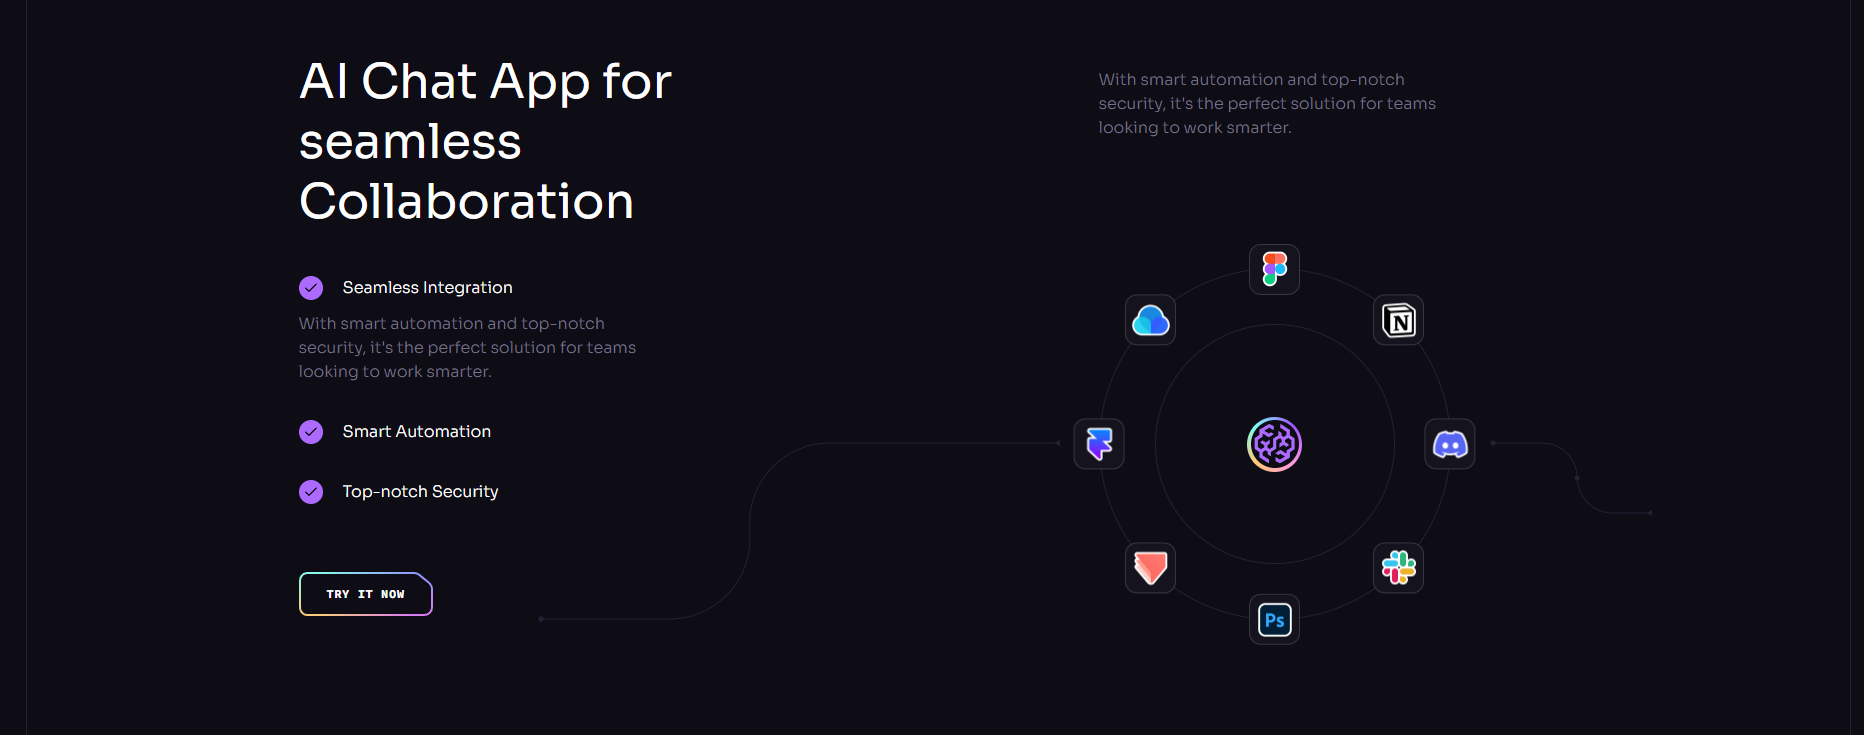 AI Chat App for
seamless
Collaboration
Seamless Integration
With smart automation and top-notch
security, it's the perfect solution for teams
looking to work smarter.
Smart Automation
Top-notch Security
TRY IT NOW
With smart automation and top-notch
security, it's the perfect solution for teams
looking to work smarter.
N
Ps